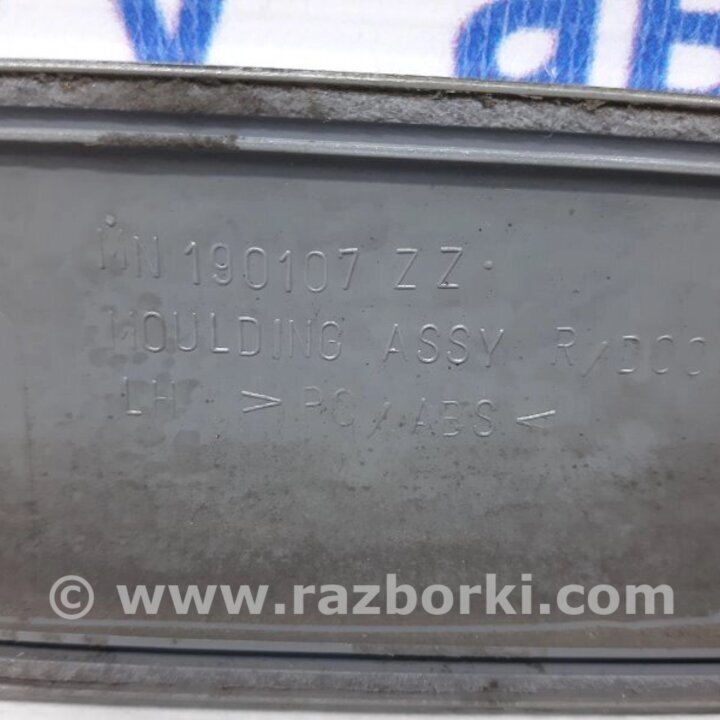 MN 190107 ZZ
MOULDING ASSY R/DOO
LH >PC/ABS<
© www.razborki.com